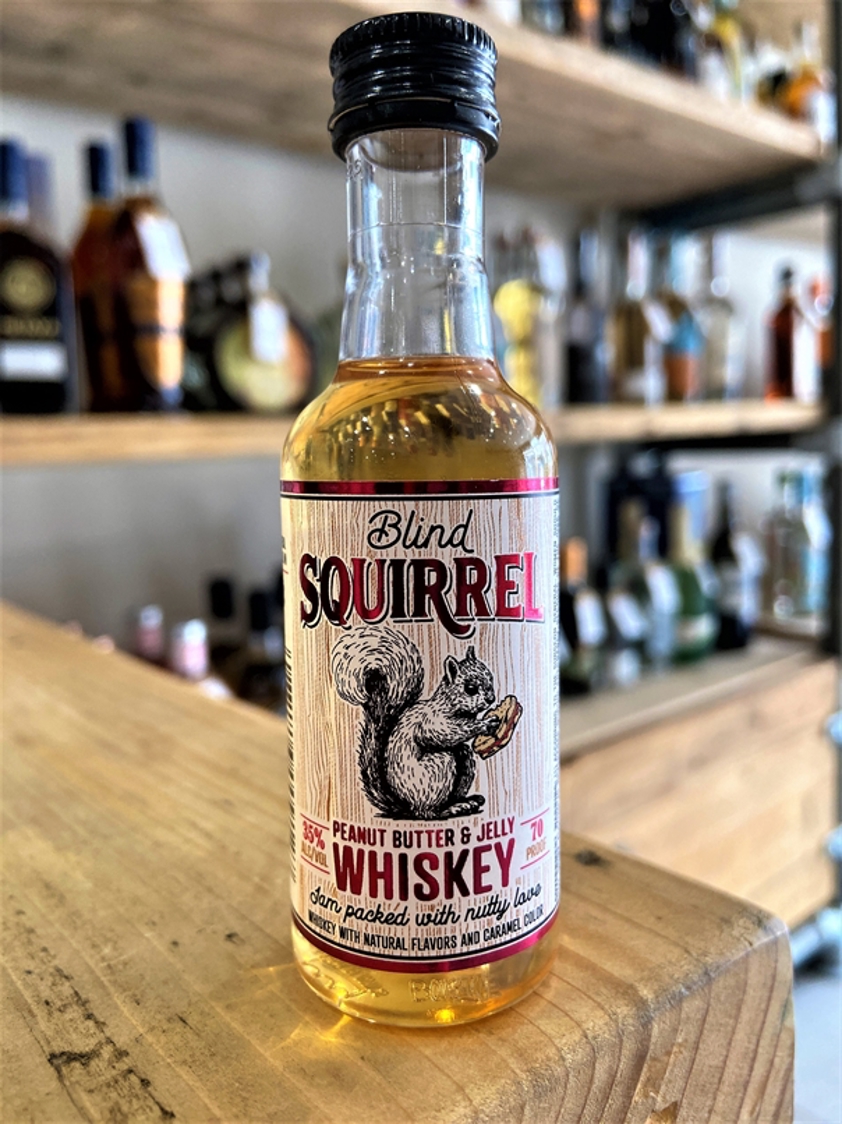 Blind
SQUIRREL
35%
ALC/VOL
PEANUT BUTTER & JELLY
WHISKEY
70
PROOF
Jam packed with nutty love
WHISKEY WITH NATURAL FLAVORS AND CARAMEL COLOR